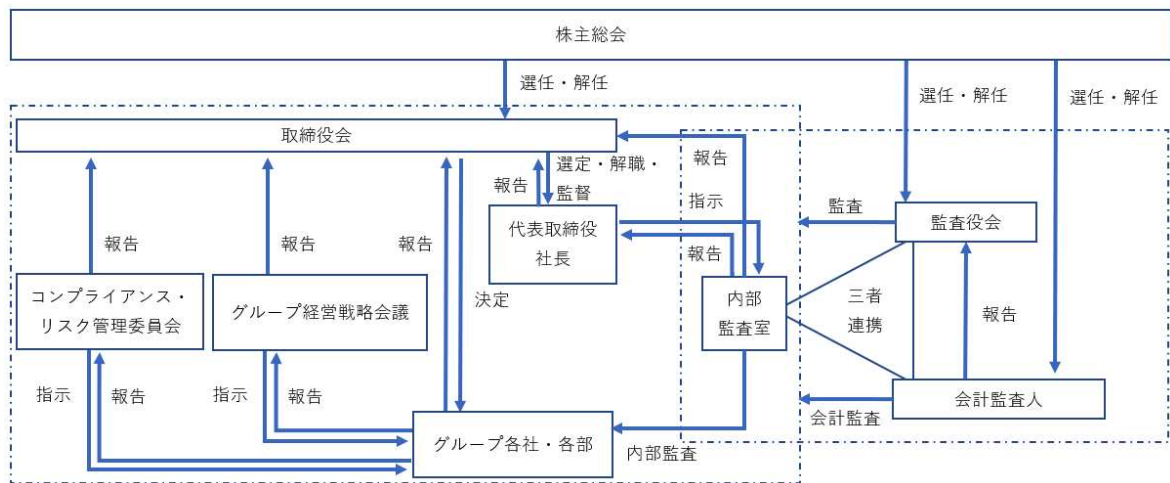 株主総会
選任・解任
選任・解任
選任・解任
取締役会
報告
選定・解職・
監督
報告
指示
監査
監査役会
代表取締役
社長
報告
報告
報告
報告
コンプライアンス・
リスク管理委員会
グループ経営戦略会議
決定
内部
監査室
三者
連携
報告
指示
報告
指示
報告
会計監査人
会計監査
グループ各社・各部
内部監査